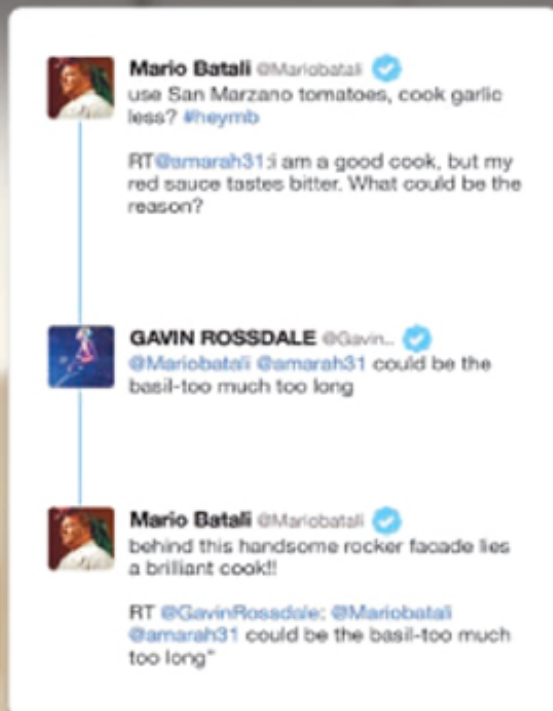 Mario Batali @Mariobatali
use San Marzano tomatoes, cook garlic
less? #heymb
RT@amarah31:i am a good cook, but my
red sauce tastes bitter. What could be the
reason?
GAVIN ROSSDALE @Gavin..
@Mariobatali @amarah31 could be the
basil-too much too long
Mario Batali @Mariobatali
behind this handsome rocker facade lies
a brilliant cook!!
RT @GavinRossdale: @Mariobatali
@amarah31 could be the basil-too much
too long"